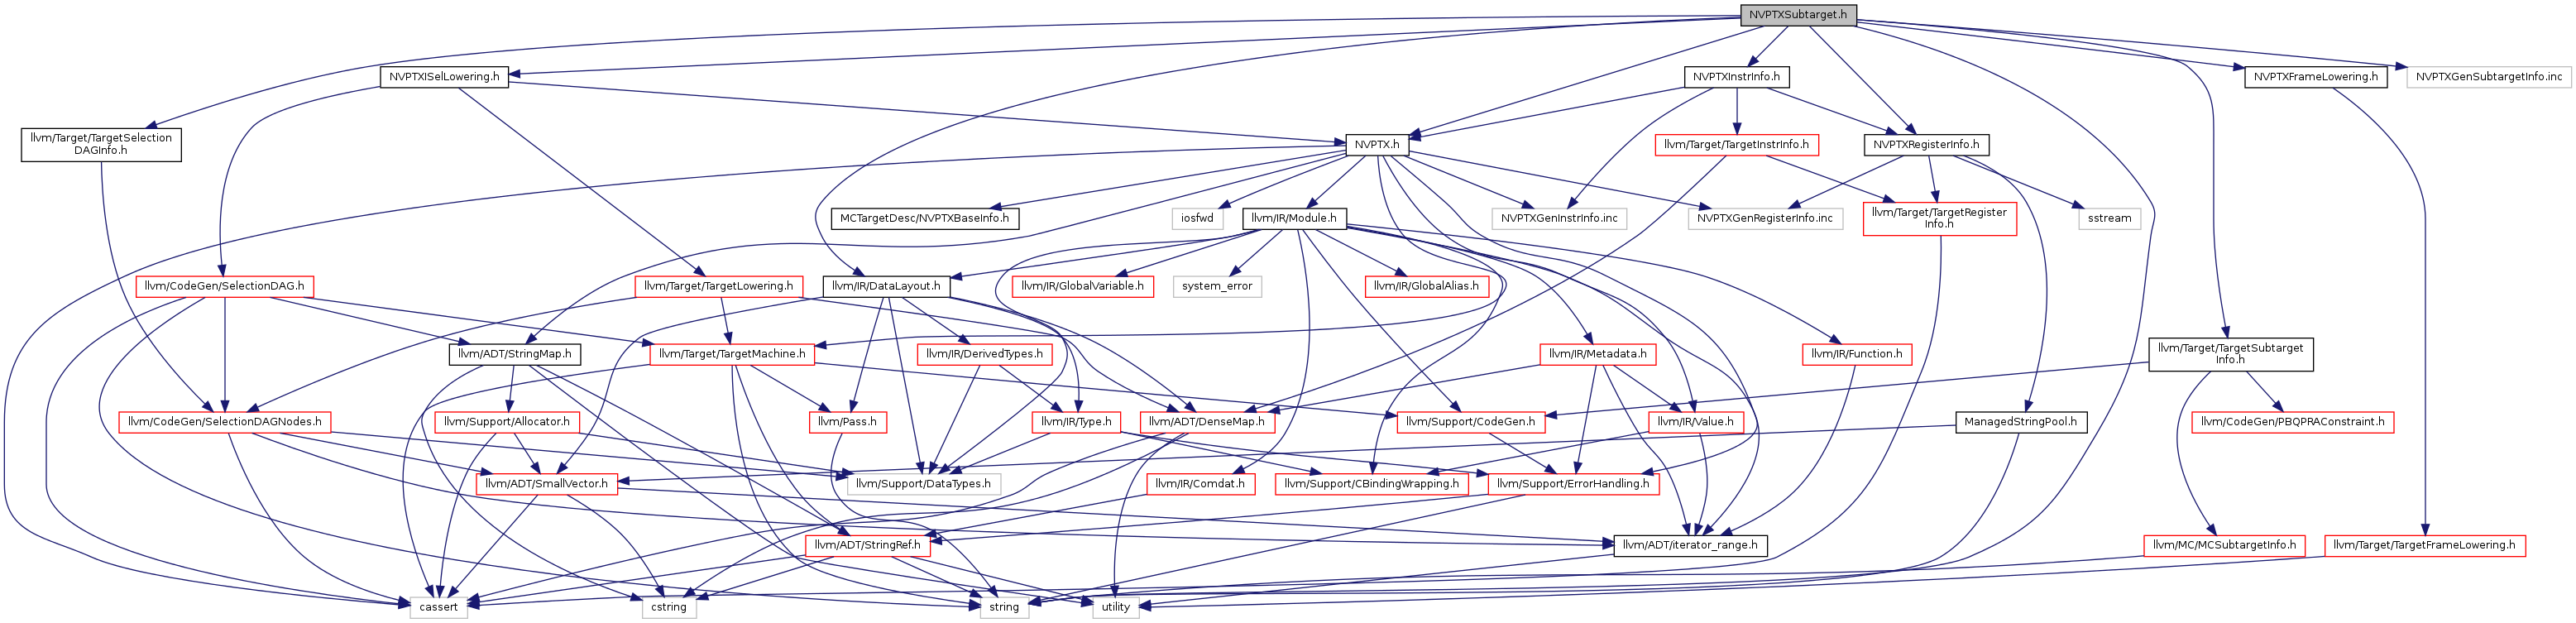 NVPTXSubtarget.h
NVPTXISelLowering.h
NVPTXInstrInfo.h
NVPTXFrameLowering.h
NVPTXGenSubtargetInfo.inc
llvm/Target/TargetSelection
DAGInfo.h
NVPTX.h
llvm/Target/TargetInstrInfo.h
NVPTXRegisterInfo.h
MCTargetDesc/NVPTXBaseInfo.h
iosfwd
llvm/IR/Module.h
NVPTXGenInstrInfo.inc
NVPTXGenRegisterInfo.inc
llvm/Target/TargetRegister
Info.h
sstream
llvm/CodeGen/SelectionDAG.h
llvm/Target/TargetLowering.h
llvm/IR/DataLayout.h
llvm/IR/GlobalVariable.h
system_error
llvm/IR/GlobalAlias.h
llvm/ADT/StringMap.h
llvm/Target/TargetMachine.h
llvm/IR/DerivedTypes.h
llvm/IR/Metadata.h
llvm/IR/Function.h
llvm/Target/TargetSubtarget
Info.h
llvm/CodeGen/SelectionDAGNodes.h
llvm/Support/Allocator.h
llvm/Pass.h
llvm/IR/Type.h
llvm/ADT/DenseMap.h
llvm/Support/CodeGen.h
llvm/IR/Value.h
ManagedStringPool.h
llvm/CodeGen/PBQPRAConstraint.h
llvm/ADT/SmallVector.h
llvm/Support/DataTypes.h
llvm/IR/Comdat.h
llvm/Support/CBindingWrapping.h
llvm/Support/ErrorHandling.h
llvm/ADT/StringRef.h
llvm/ADT/iterator_range.h
llvm/MC/MCSubtargetInfo.h
llvm/Target/TargetFrameLowering.h
cassert
cstring
string
utility